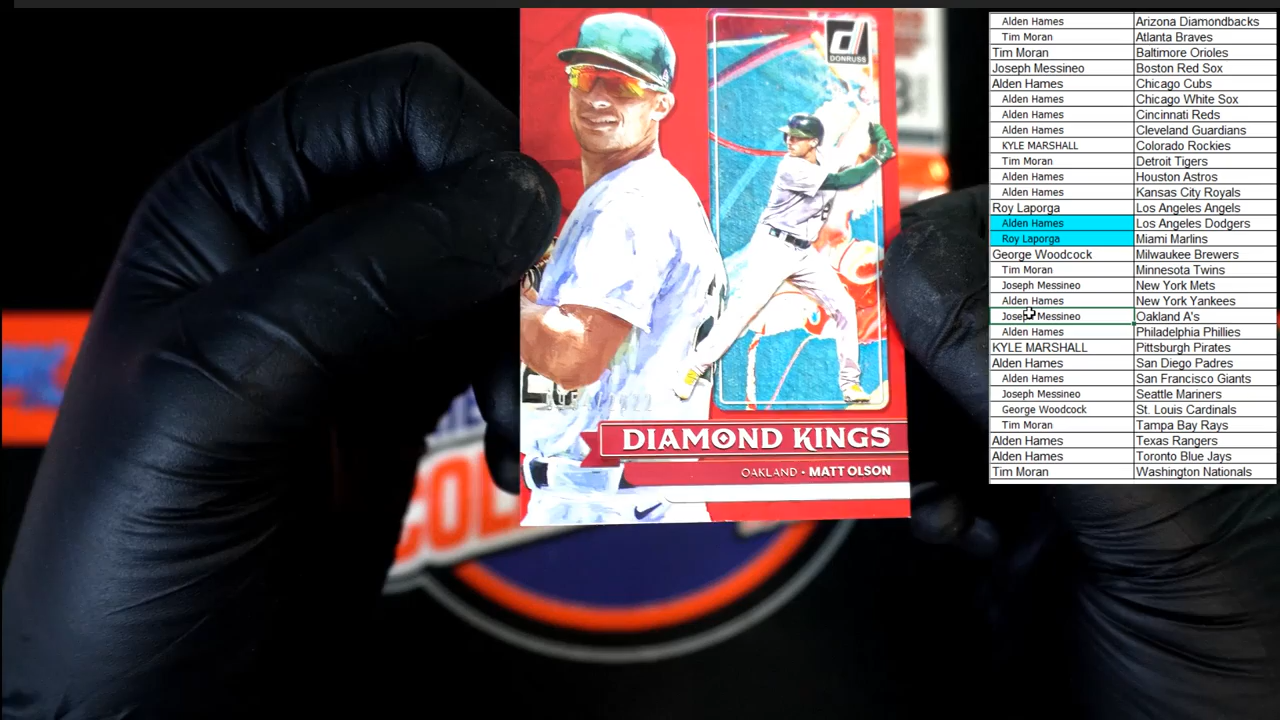 DONRUSS
DIAMOND KINGS
OAKLAND • MATT OLSON
COL
Alden Hames Arizona Diamondbacks
Tim Moran Atlanta Braves
Tim Moran Baltimore Orioles
Joseph Messineo Boston Red Sox
Alden Hames Chicago Cubs
Alden Hames Chicago White Sox
Alden Hames Cincinnati Reds
Alden Hames Cleveland Guardians
KYLE MARSHALL Colorado Rockies
Tim Moran Detroit Tigers
Alden Hames Houston Astros
Alden Hames Kansas City Royals
Roy Laporga Los Angeles Angels
Alden Hames Los Angeles Dodgers
Roy Laporga Miami Marlins
George Woodcock Milwaukee Brewers
Tim Moran Minnesota Twins
Joseph Messineo New York Mets
Alden Hames New York Yankees
Joseph Messineo Oakland A's
Alden Hames Philadelphia Phillies
KYLE MARSHALL Pittsburgh Pirates
Alden Hames San Diego Padres
Alden Hames San Francisco Giants
Joseph Messineo Seattle Mariners
George Woodcock St. Louis Cardinals
Tim Moran Tampa Bay Rays
Alden Hames Texas Rangers
Alden Hames Toronto Blue Jays
Tim Moran Washington Nationals